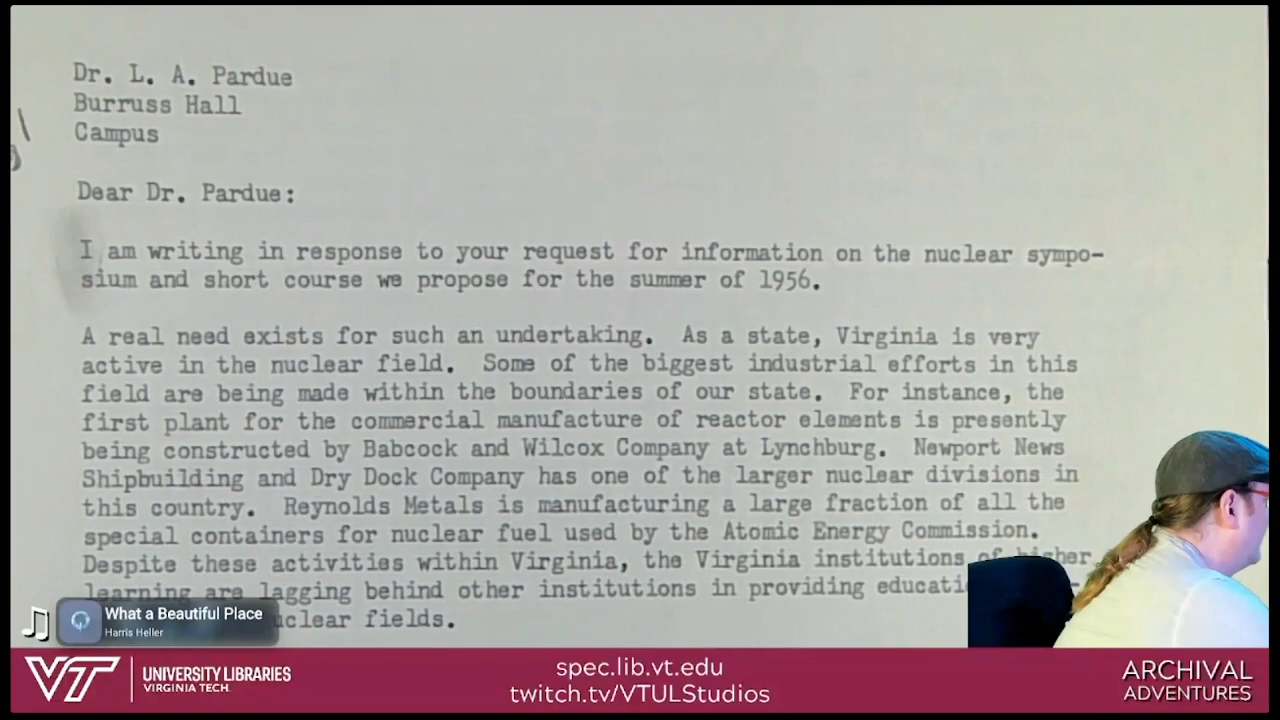 Dr. L. A. Pardue
Burruss Hall
Campus
Dear Dr. Pardue:
I am writing in response to your request for information on the nuclear sympo-
sium and short course we propose for the summer of 1956.
A real need exists for such an undertaking. As a state, Virginia is very
active in the nuclear field. Some of the biggest industrial efforts in this
field are being made within the boundaries of our state. For instance, the
first plant for the commercial manufacture of reactor elements is presently
being constructed by Babcock and Wilcox Company at Lynchburg. Newport News
Shipbuilding and Dry Dock Company has one of the larger nuclear divisions in
this country. Reynolds Metals is manufacturing a large fraction of all the
special containers for nuclear fuel used by the Atomic Energy Commission.
Despite these activities within Virginia, the Virginia institutions of higher
learning are lagging behind other institutions in providing
fields.
What a Beautiful Place
Harris Heller
VT UNIVERSITY LIBRARIES
VIRGINIA TECH.
spec.lib.vt.edu
twitch.tv/VTULStudios
ARCHIVAL
ADVENTURES